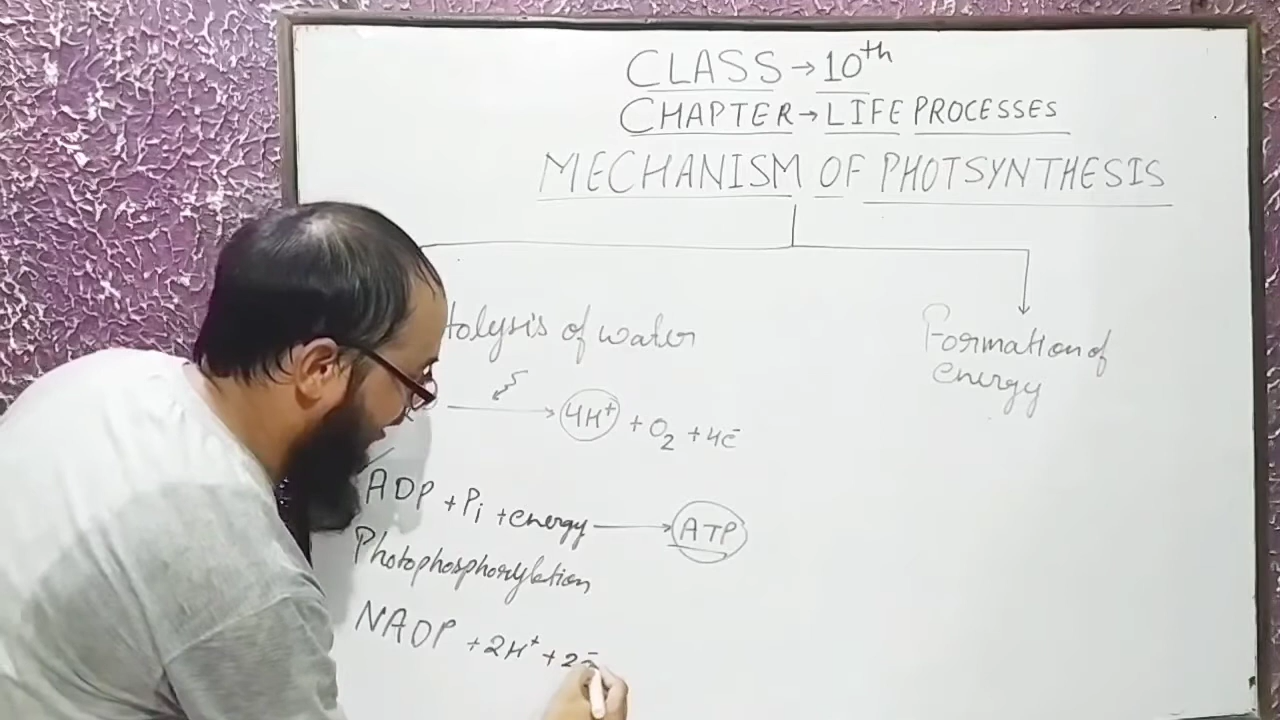 CLASS → 10th
CHAPTER → LIFE PROCESSES
MECHANISM OF PHOTSYNTHESIS
tolysis of water
Formation of
energy
→ 4H⁺ + O₂ + 4e⁻
ADP + Pi + energy → ATP
Photophosphorylation
NADP + 2H⁺ + 2